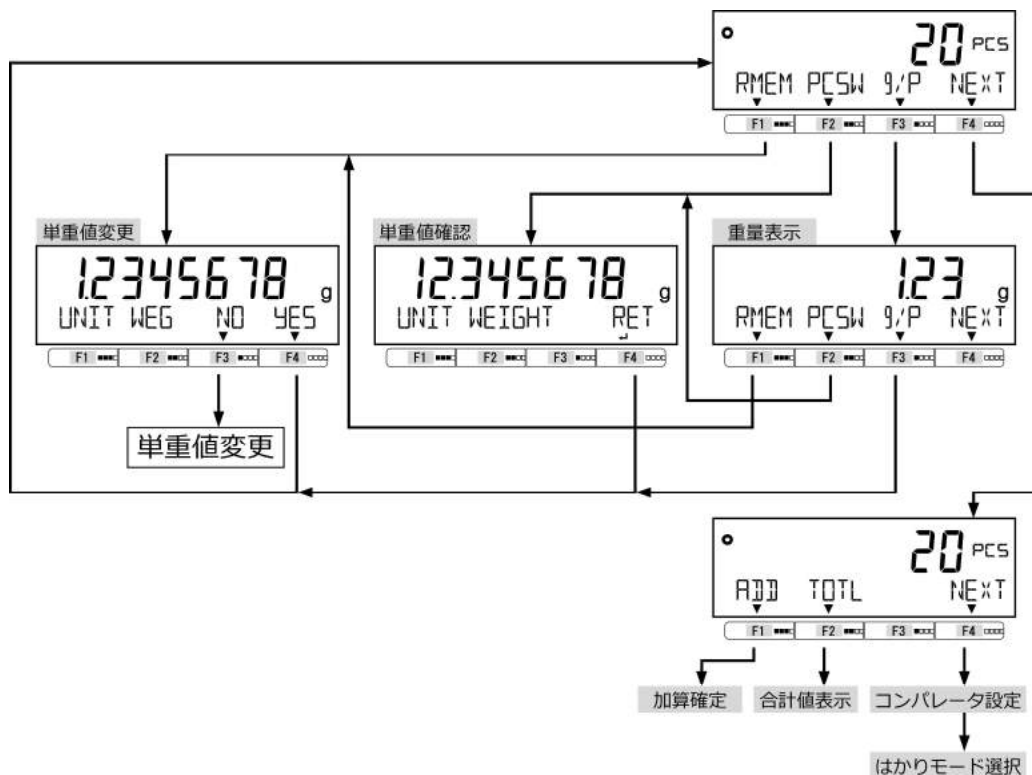 20 PCS
RMEM PCSW g/P NEXT
F1 F2 F3 F4
単重値変更
1.2345678 g
UNIT WEG NO YES
F1 F2 F3 F4
単重値変更
単重値確認
12.345678 g
UNIT WEIGHT RET
F1 F2 F3 F4
重量表示
1.23 g
RMEM PCSW g/P NEXT
F1 F2 F3 F4
20 PCS
ADD TOTL NEXT
F1 F2 F3 F4
加算確定 合計値表示 コンパレータ設定
はかりモード選択